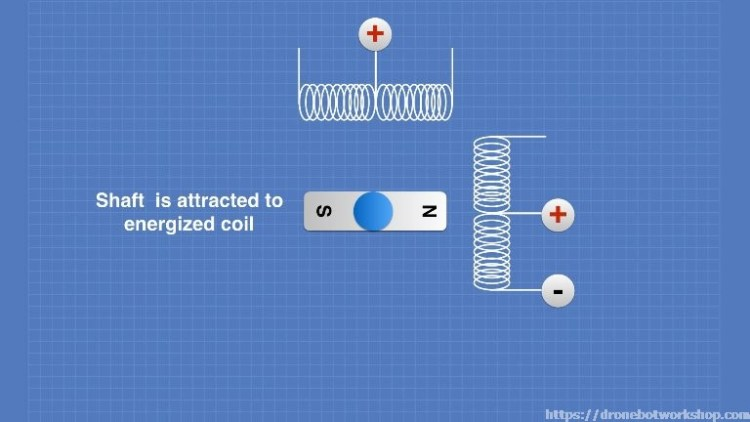 +
Shaft is attracted to
energized coil
S
N
+
-
https://dronebotworkshop.com